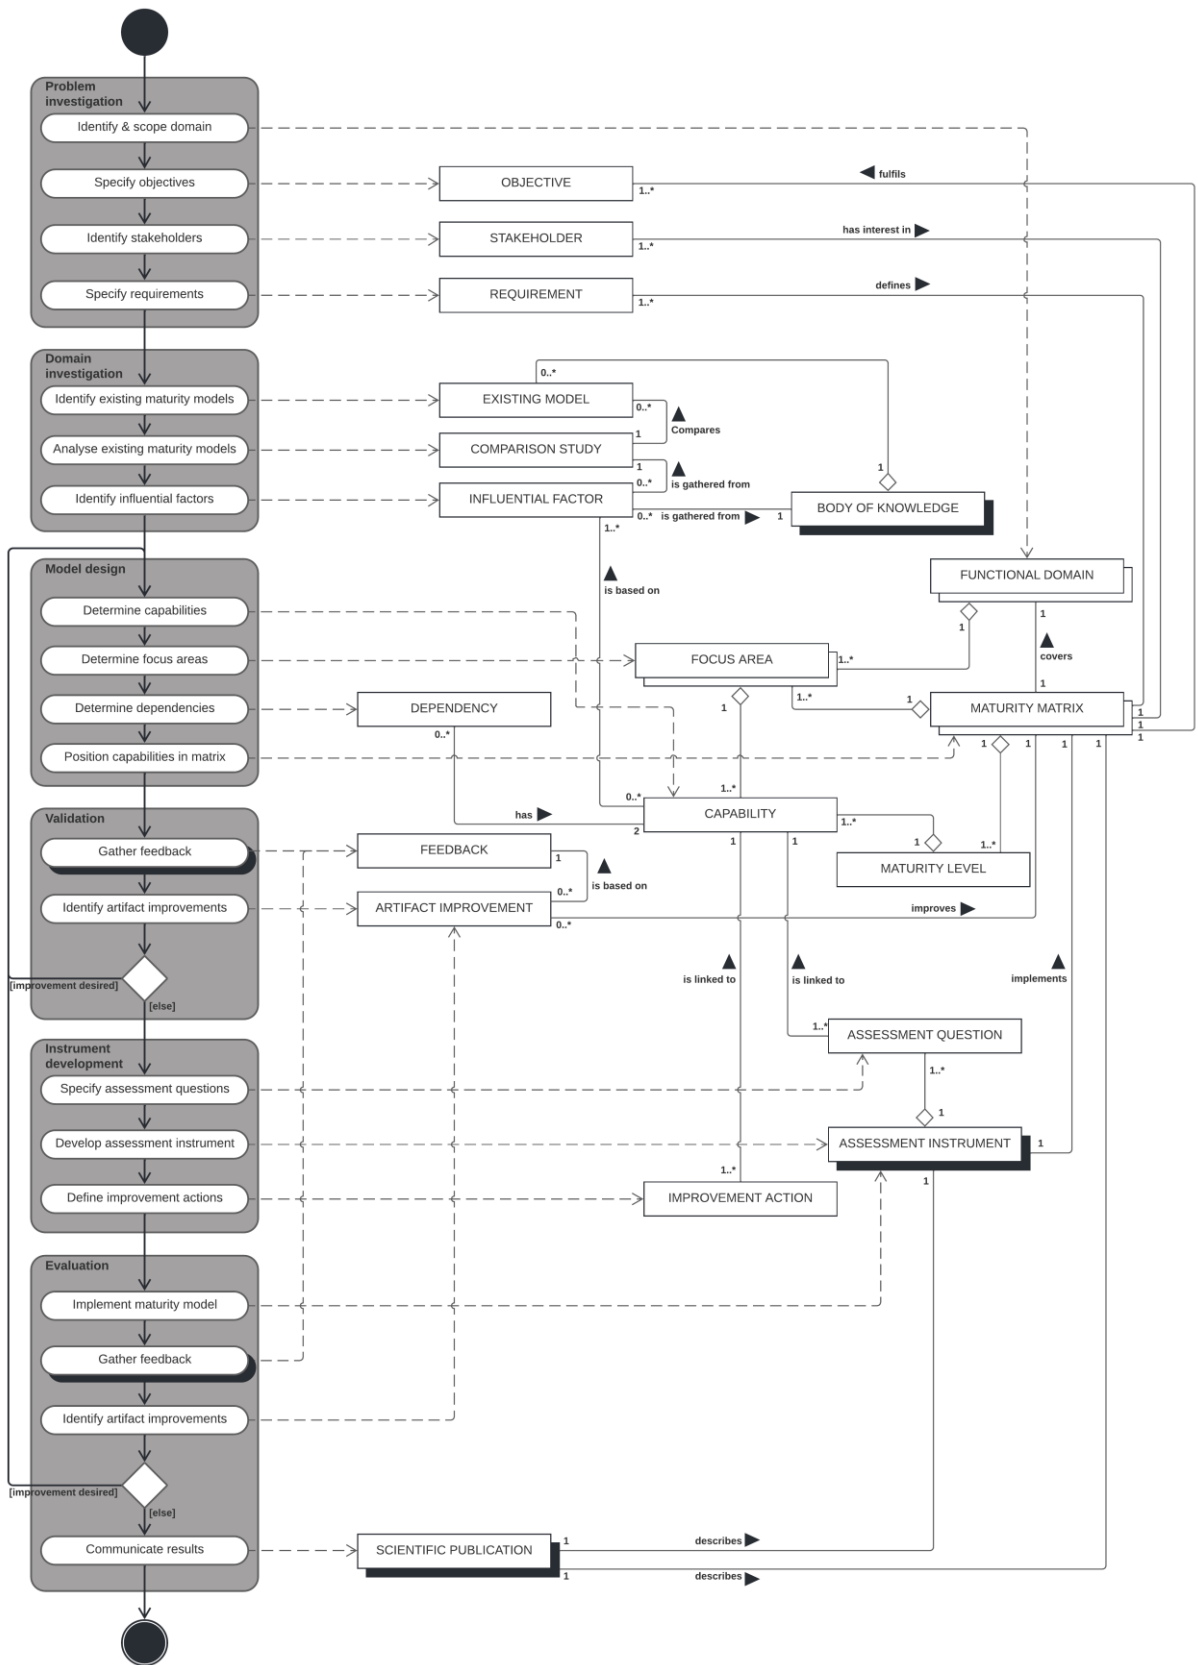 Problem
investigation
Identify & scope domain
Specify objectives
OBJECTIVE
1..*
fulfils
Identify stakeholders
STAKEHOLDER
1..*
has interest in
Specify requirements
REQUIREMENT
1..*
defines
Domain
investigation
0..*
Identify existing maturity models
EXISTING MODEL
0..*
Compares
1
Analyse existing maturity models
COMPARISON STUDY
1
1
0..*
is gathered from
Identify influential factors
INFLUENTIAL FACTOR
0..*
is gathered from
1
BODY OF KNOWLEDGE
1..*
is based on
Model design
FUNCTIONAL DOMAIN
Determine capabilities
1
1
covers
Determine focus areas
FOCUS AREA
1..*
1
1..*
1
1
Determine dependencies
DEPENDENCY
MATURITY MATRIX
1
1
1
0..*
1
1
1
1
Position capabilities in matrix
1..*
0..*
Validation
has
2
CAPABILITY
1..*
1
1
1
1..*
Gather feedback
FEEDBACK
1
MATURITY LEVEL
is based on
0..*
Identify artifact improvements
ARTIFACT IMPROVEMENT
0..*
improves
[improvement desired]
[else]
is linked to
is linked to
implements
Instrument
development
1..*
ASSESSMENT QUESTION
1..*
Specify assessment questions
1
Develop assessment instrument
ASSESSMENT INSTRUMENT
1
1..*
1
Define improvement actions
IMPROVEMENT ACTION
Evaluation
Implement maturity model
Gather feedback
Identify artifact improvements
[improvement desired]
[else]
Communicate results
SCIENTIFIC PUBLICATION
1
describes
1
describes